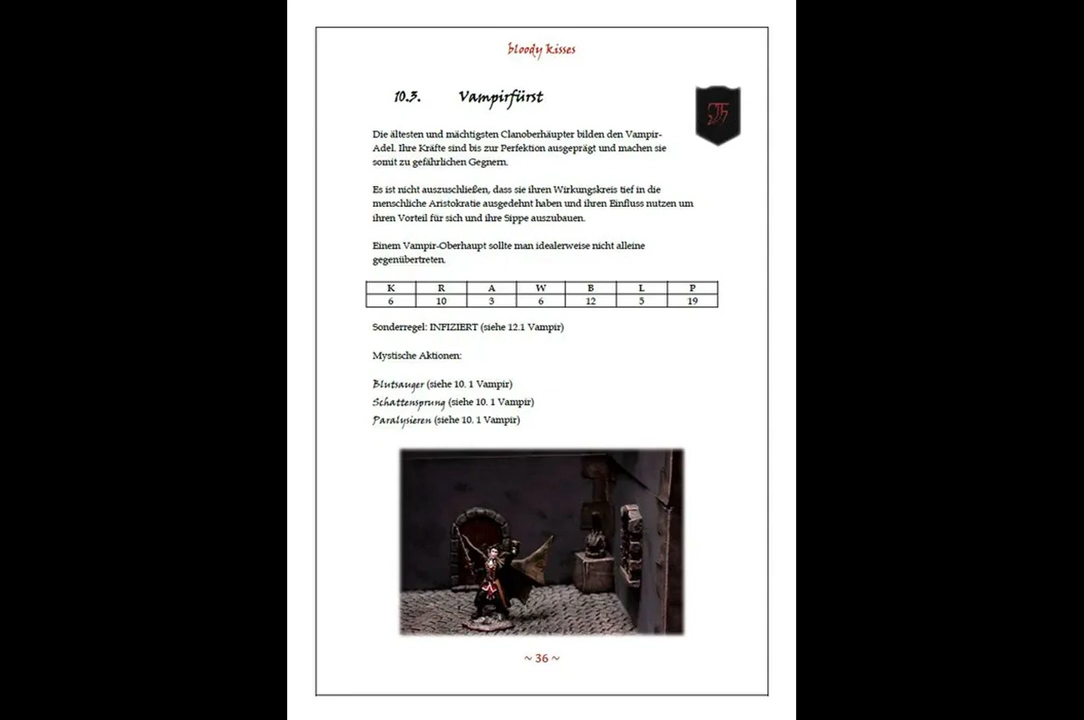 bloody kisses
10.3. Vampirfürst
Die ältesten und mächtigsten Clanoberhäupter bilden den Vampir-
Adel. Ihre Kräfte sind bis zur Perfektion ausgeprägt und machen sie
somit zu gefährlichen Gegnern.
Es ist nicht auszuschließen, dass sie ihren Wirkungskreis tief in die
menschliche Aristokratie ausgedehnt haben und ihren Einfluss nutzen um
ihren Vorteil für sich und ihre Sippe auszubauen.
Einem Vampir-Oberhaupt sollte man idealerweise nicht alleine
gegenübertreten.
K R A W B L P
6 10 3 6 12 5 19
Sonderregel: INFIZIERT (siehe 12.1 Vampir)
Mystische Aktionen:
Blutsauger (siehe 10. 1 Vampir)
Schattensprung (siehe 10. 1 Vampir)
Paralysieren (siehe 10. 1 Vampir)
~ 36 ~